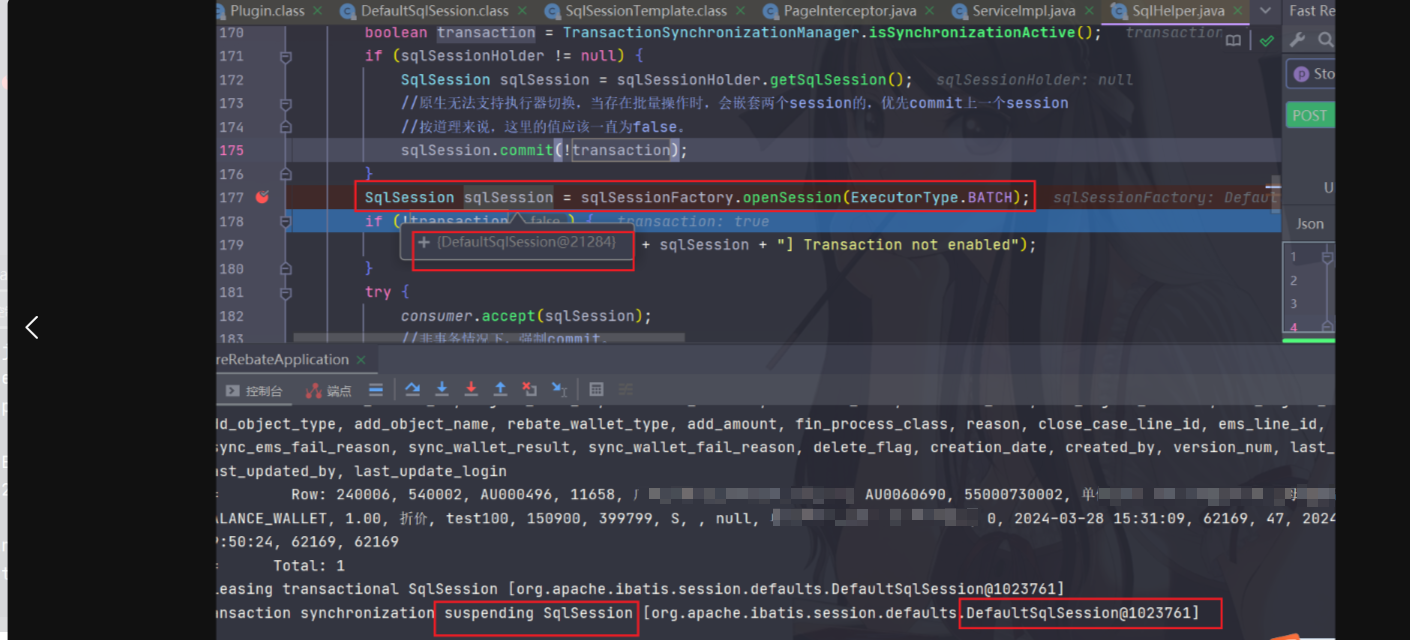 Plugin.class × DefaultSqlSession.class × SqlSessionTemplate.class × PageInterceptor.java × ServiceImpl.java × SqlHelper.java × Fast Re
170 boolean transaction = TransactionSynchronizationManager.isSynchronizationActive(); transaction
171 if (sqlSessionHolder != null) {
172 SqlSession sqlSession = sqlSessionHolder.getSqlSession(); sqlSessionHolder: null
Sto
173 //原生无法支持执行器切换，当存在批量操作时，会嵌套两个session的，优先commit上一个session
POST
174 //按道理来说，这里的值应该一直为false。
175 sqlSession.commit(!transaction);
176 }
U
177 SqlSession sqlSession = sqlSessionFactory.openSession(ExecutorType.BATCH); sqlSessionFactory: Default
178 if (!transaction = false ) { transaction: true
Json
179 + {DefaultSqlSession@21284} + sqlSession + "] Transaction not enabled");
1
180 }
2
181 try {
3
182 consumer.accept(sqlSession);
4
183 //非事务情况下，强制commit。
reRebateApplication ×
控制台 端点
dd_object_type, add_object_name, rebate_wallet_type, add_amount, fin_process_class, reason, close_case_line_id, ems_line_id,
sync_ems_fail_reason, sync_wallet_result, sync_wallet_fail_reason, delete_flag, creation_date, created_by, version_num, last_
ast_updated_by, last_update_login
Row: 240006, 540002, AU000496, 11658, AU0060690, 55000730002,
ALANCE_WALLET, 1.00, 折价, test100, 150900, 399799, S, , null, 0, 2024-03-28 15:31:09, 62169, 47, 2024
:50:24, 62169, 62169
Total: 1
easing transactional SqlSession [org.apache.ibatis.session.defaults.DefaultSqlSession@1023761]
ansaction synchronization suspending SqlSession [org.apache.ibatis.session.defaults.DefaultSqlSession@1023761]